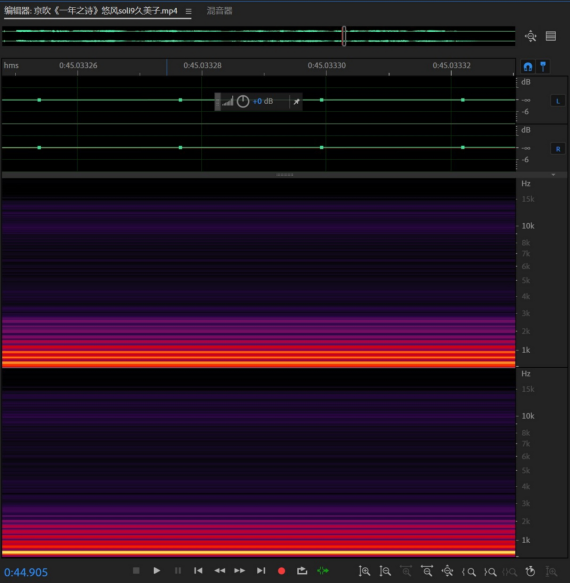 编辑器: 京吹《一年之诗》悠风soli9久美子.mp4 ≡ 混音器
hms 0:45.03326 0:45.03328 0:45.03330 0:45.03332
dB
+0 dB
-∞ L
-6
dB
-∞ R
-6
Hz
15k
10k
8k
7k
6k
5k
4k
3k
2k
1k
Hz
15k
10k
8k
7k
6k
5k
4k
3k
2k
1k
0:44.905